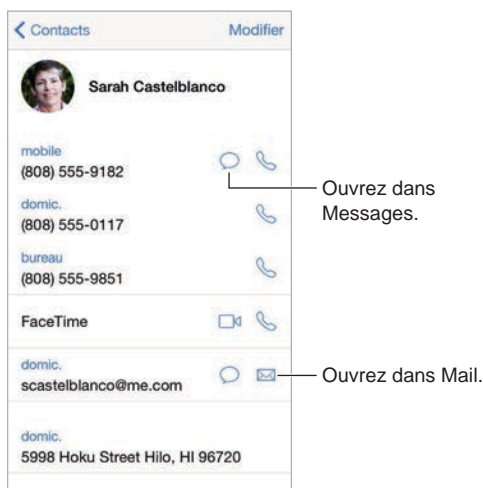 Contacts
Modifier
Sarah Castelblanco
mobile
(808) 555-9182
Ouvrez dans
Messages.
domic.
(808) 555-0117
bureau
(808) 555-9851
FaceTime
domic.
scastelblanco@me.com
Ouvrez dans Mail.
domic.
5998 Hoku Street Hilo, HI 96720